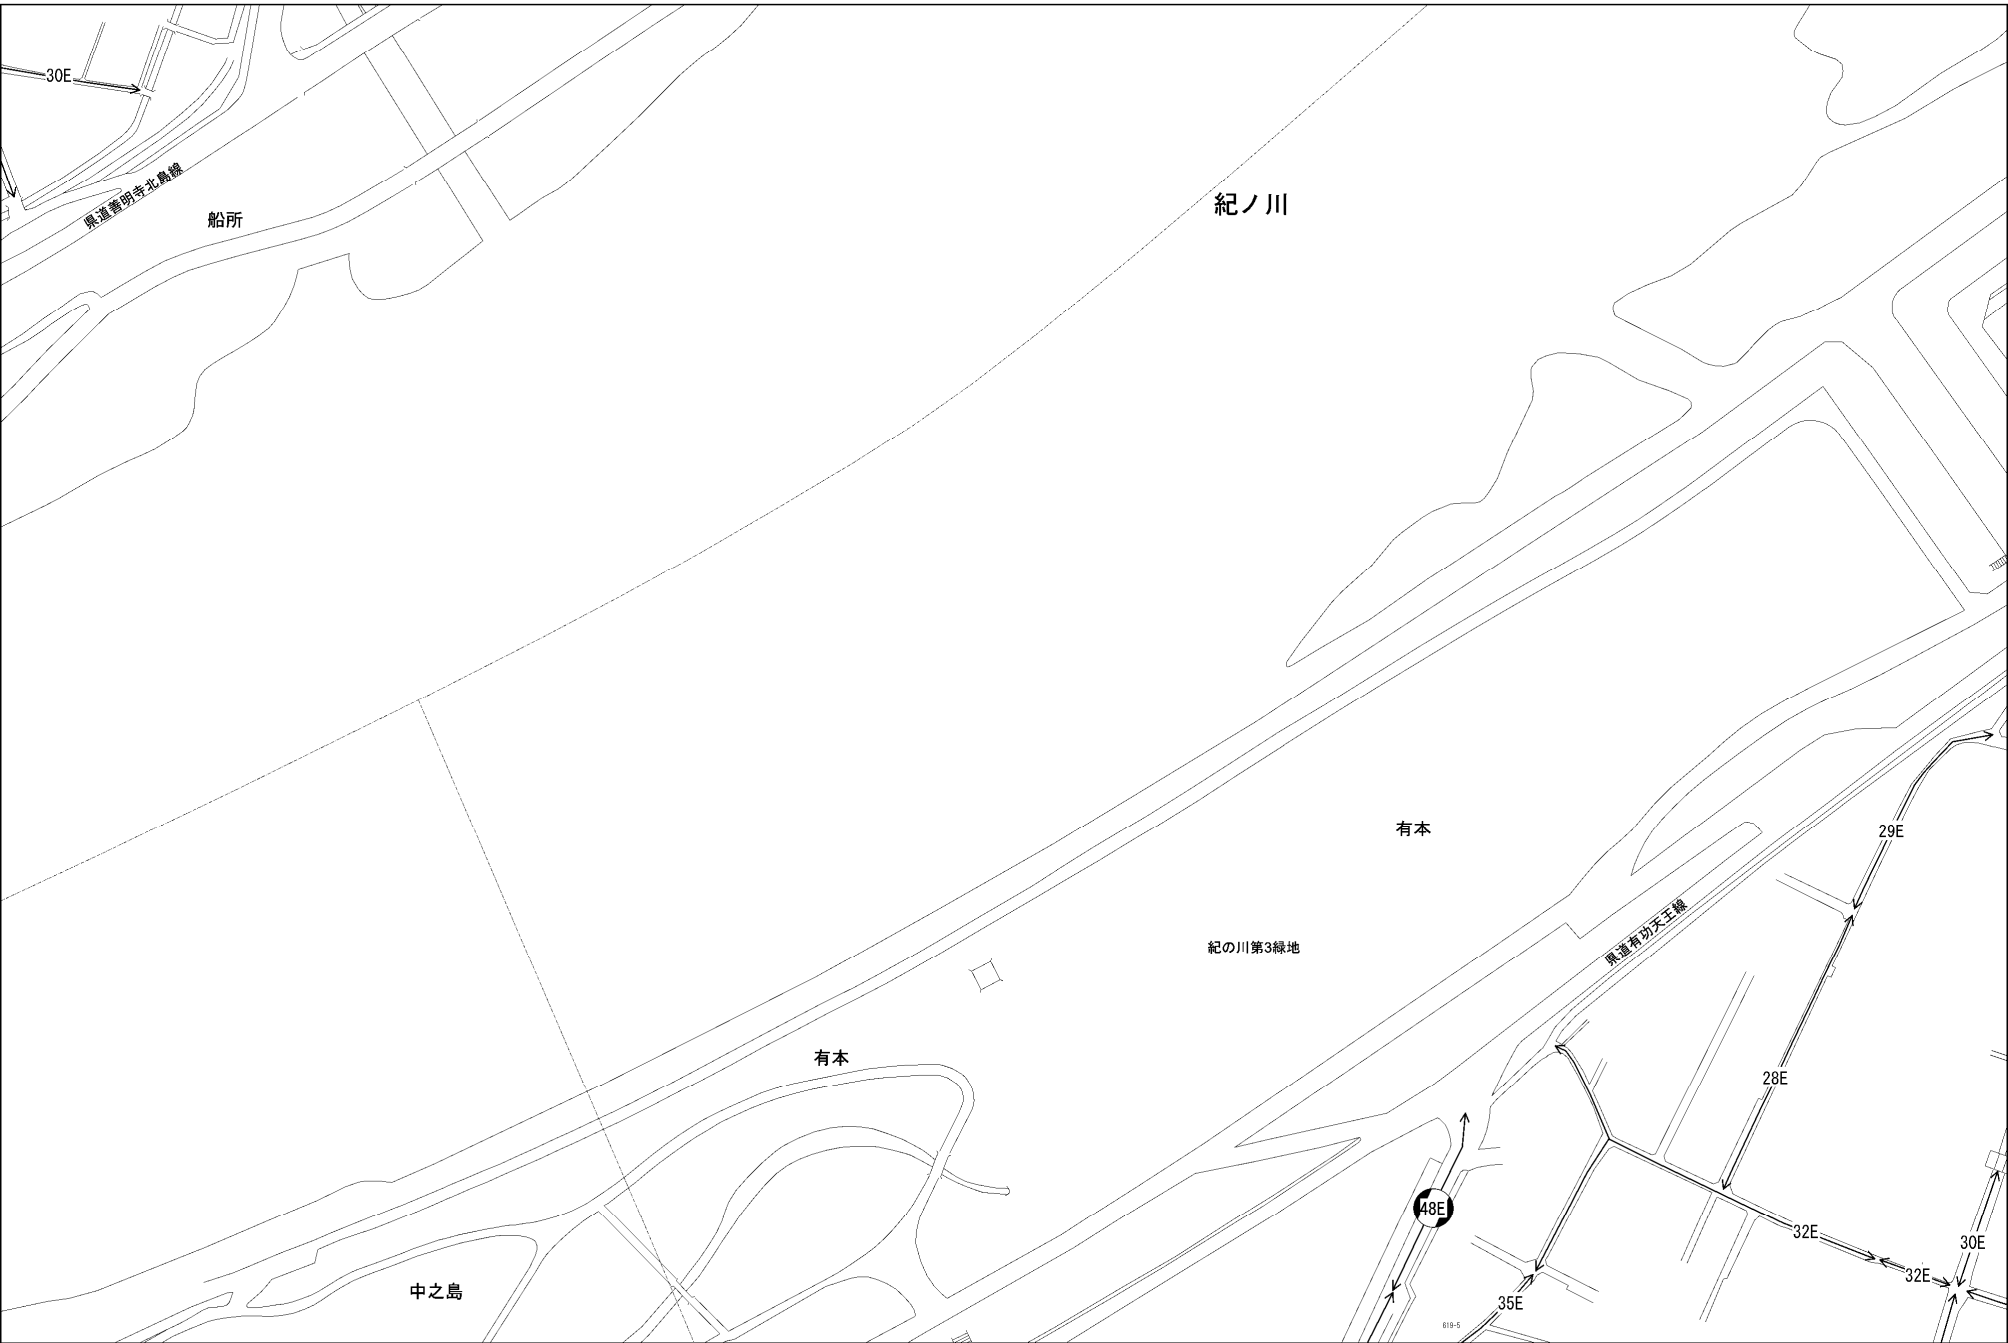 30E
県道善明寺北島線
船所
紀ノ川
有本
29E
県道有功天王線
紀の川第3緑地
有本
28E
48E
32E
30E
32E
中之島
35E
619-5